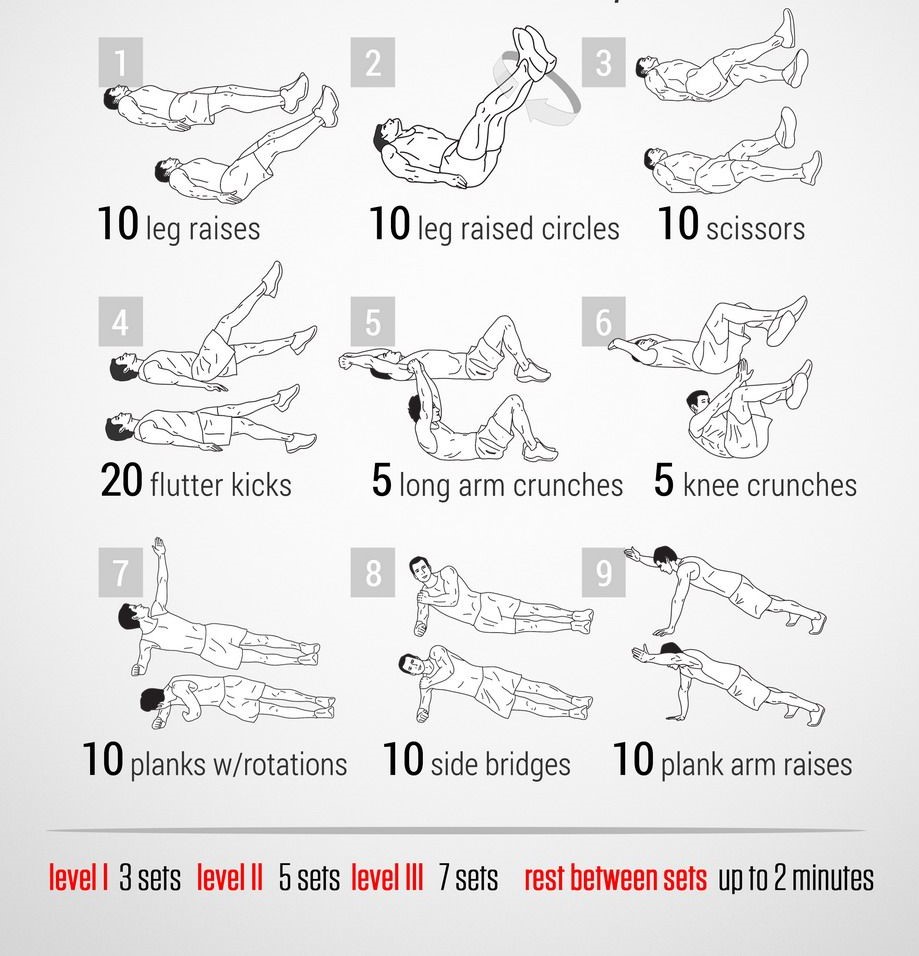 1
2
3
10 leg raises
10 leg raised circles
10 scissors
4
5
6
20 flutter kicks
5 long arm crunches
5 knee crunches
7
8
9
10 planks w/rotations
10 side bridges
10 plank arm raises
level I 3 sets level II 5 sets level III 7 sets rest between sets up to 2 minutes